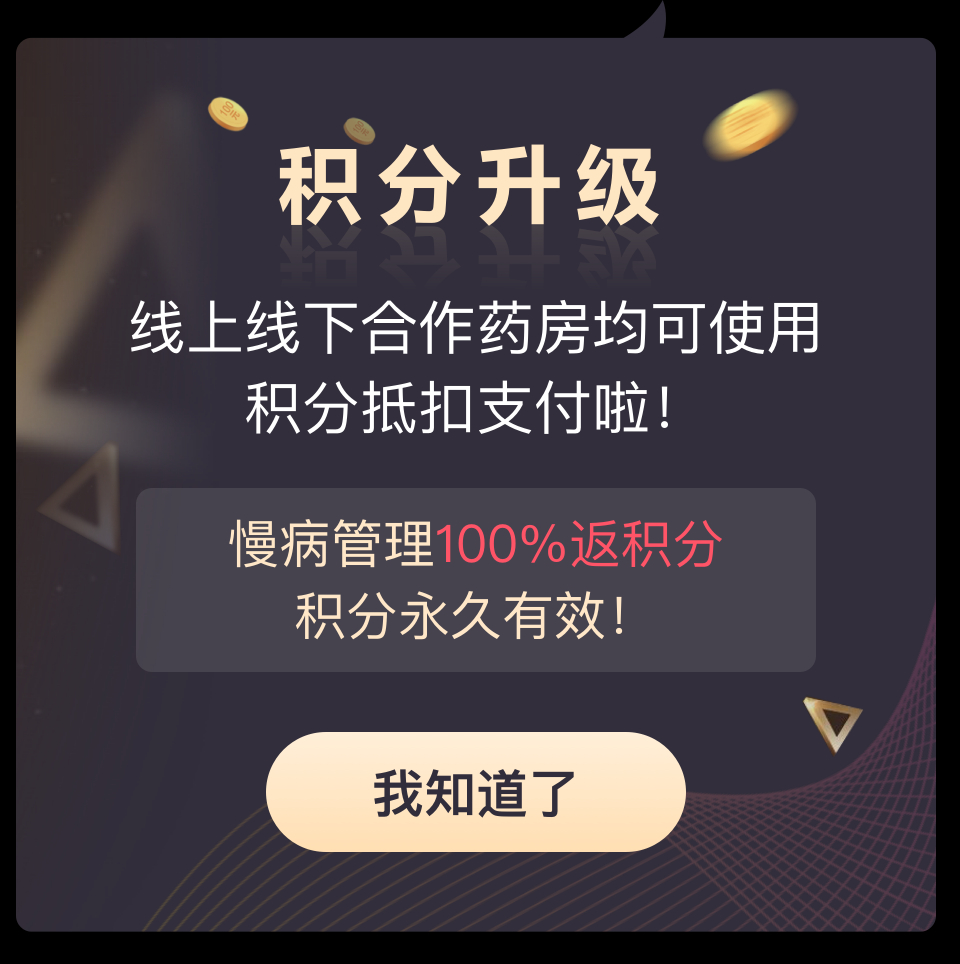 积分升级
线上线下合作药房均可使用
积分抵扣支付啦！
慢病管理100%返积分
积分永久有效！
我知道了